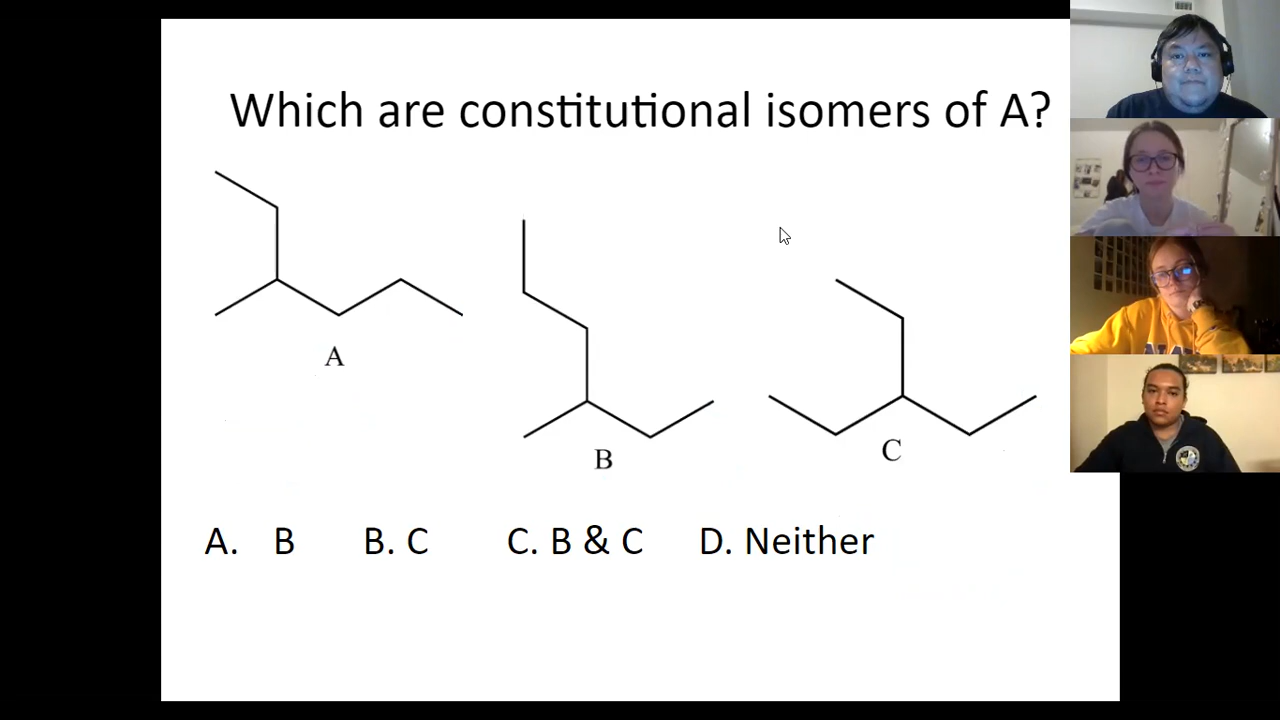 Which are constitutional isomers of A?
A
B
C
A. B B. C C. B & C D. Neither